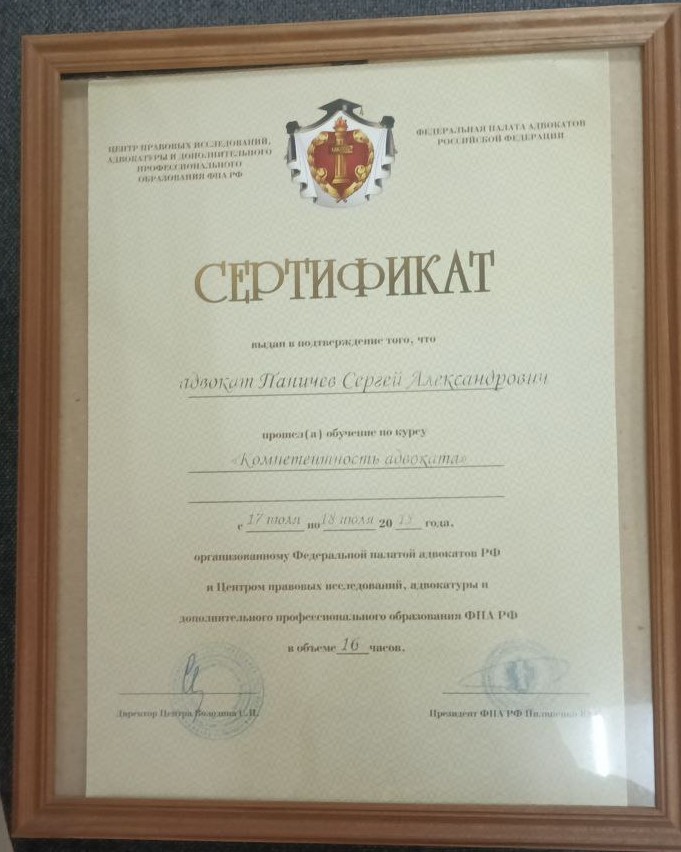 ЦЕНТР ПРАВОВЫХ ИССЛЕДОВАНИЙ,
АДВОКАТУРЫ И ДОПОЛНИТЕЛЬНОГО
ПРОФЕССИОНАЛЬНОГО
ОБРАЗОВАНИЯ ФПА РФ
ФЕДЕРАЛЬНАЯ ПАЛАТА АДВОКАТОВ
РОССИЙСКОЙ ФЕДЕРАЦИИ
СЕРТИФИКАТ
выдан в подтверждение того, что
адвокат Папичев Сергей Александрович
прошел(а) обучение по курсу
«Компетентность адвоката»
с 17 июля по 18 июля 20 года.
организованному Федеральной палатой адвокатов РФ
и Центром правовых исследований, адвокатуры и
дополнительного профессионального образования ФПА РФ
в объеме 16 часов.
Директор Центра Володина С.И.
Президент ФПА РФ Пилипенко